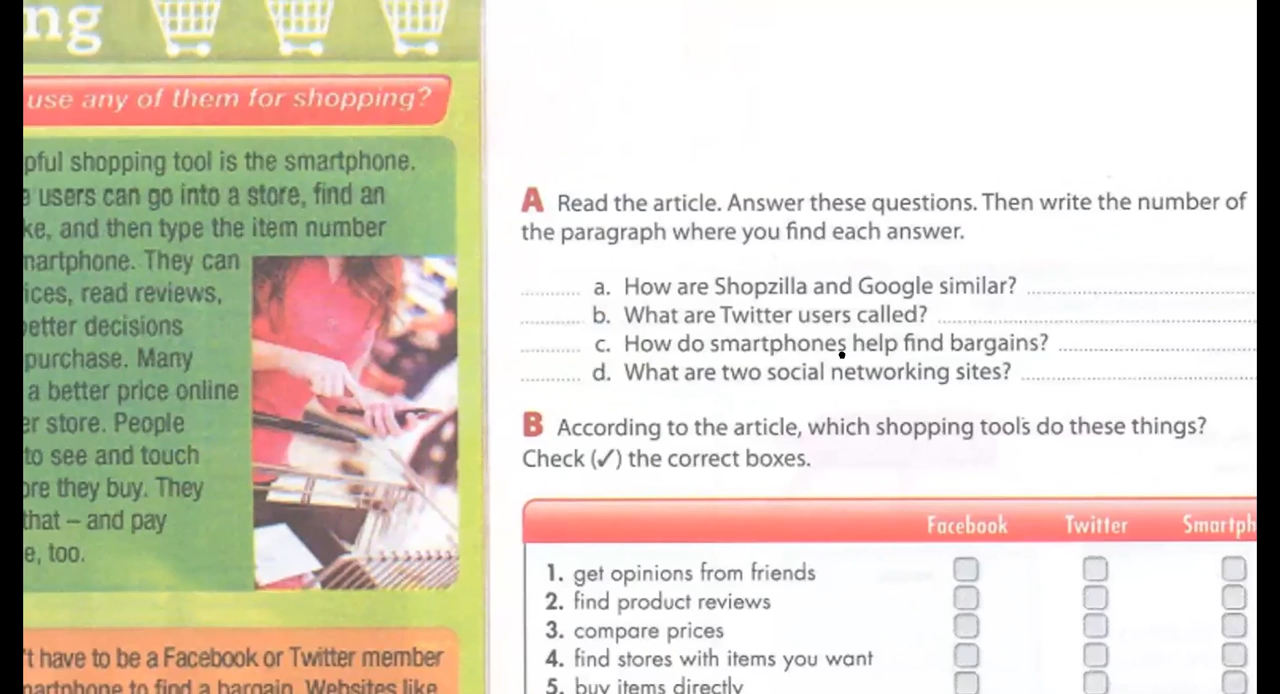 ng
use any of them for shopping?
pful shopping tool is the smartphone.
users can go into a store, find an
ke, and then type the item number
martphone. They can
ices, read reviews,
better decisions
purchase. Many
a better price online
er store. People
to see and touch
ore they buy. They
that – and pay
e, too.
't have to be a Facebook or Twitter member
martphone to find a bargain. Websites like
A Read the article. Answer these questions. Then write the number of
the paragraph where you find each answer.
a. How are Shopzilla and Google similar?
b. What are Twitter users called?
c. How do smartphones help find bargains?
d. What are two social networking sites?
B According to the article, which shopping tools do these things?
Check (✓) the correct boxes.
Facebook Twitter Smartph
1. get opinions from friends
2. find product reviews
3. compare prices
4. find stores with items you want
5. buy items directly